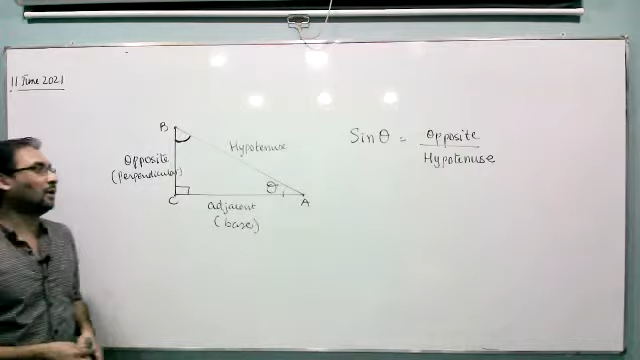 11 June 2021
B
Hypotenuse
Opposite
(Perpendicular)
θ
C
A
adjacent
(base)
Sin θ = Opposite
Hypotenuse